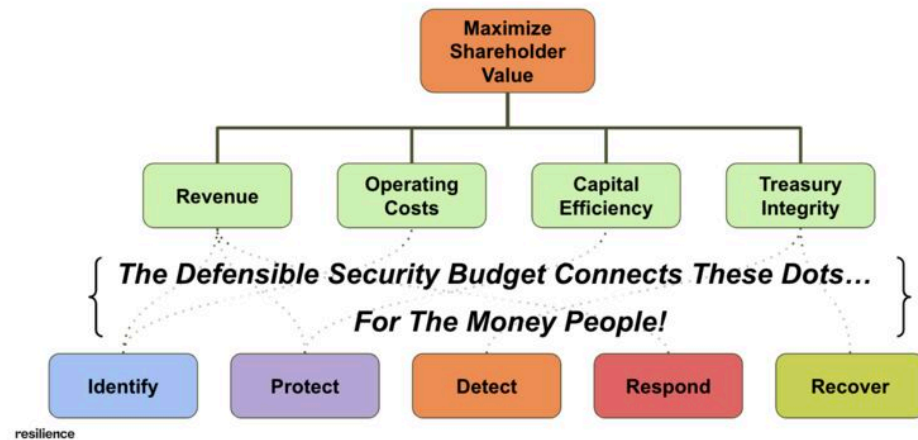 Maximize
Shareholder
Value
Revenue
Operating
Costs
Capital
Efficiency
Treasury
Integrity
The Defensible Security Budget Connects These Dots…
For The Money People!
Identify
Protect
Detect
Respond
Recover
resilience